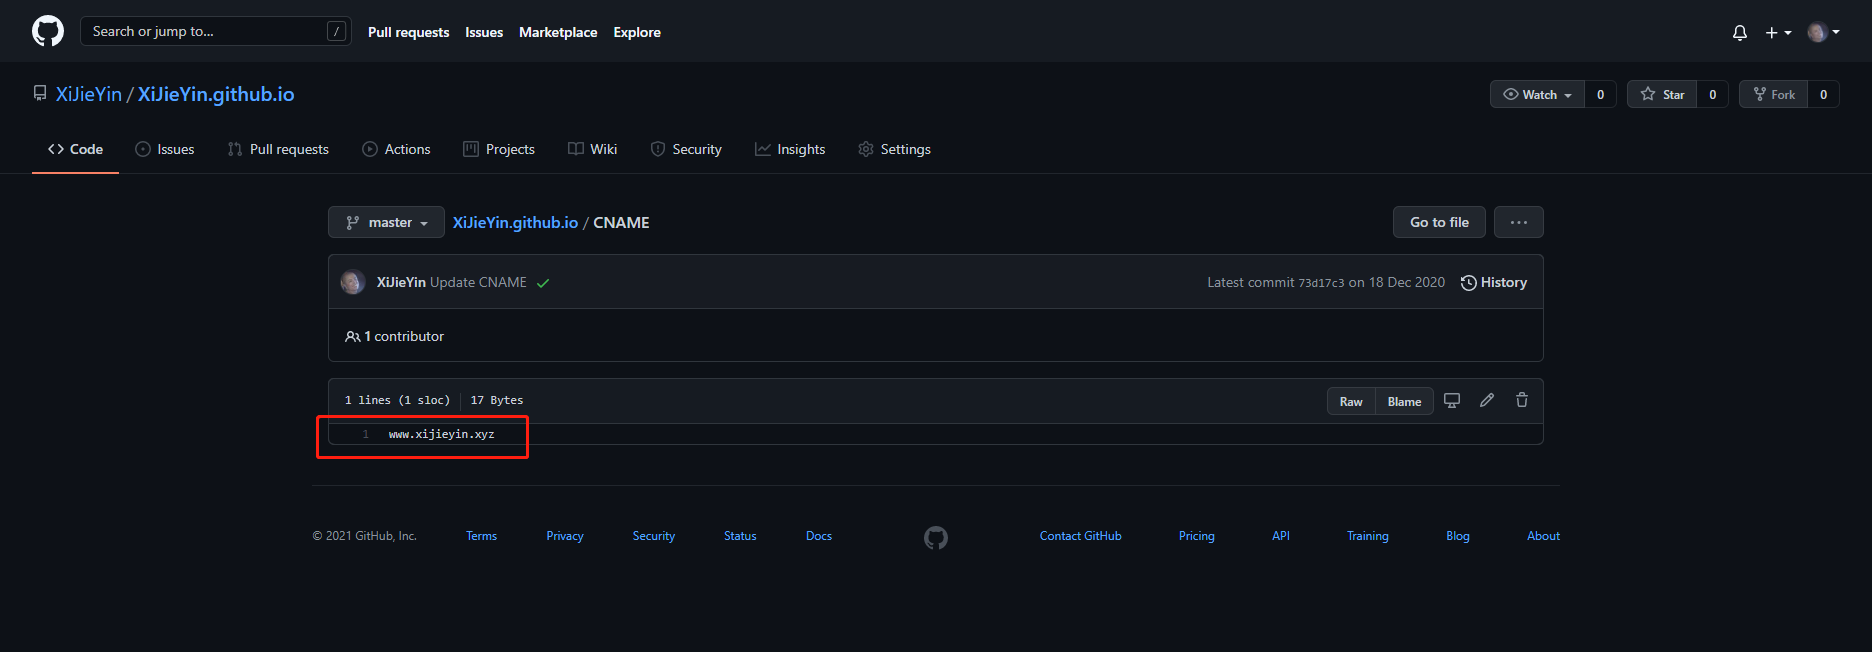 Search or jump to... /
Pull requests Issues Marketplace Explore
XiJieYin / XiJieYin.github.io
Watch 0 Star 0 Fork 0
Code Issues Pull requests Actions Projects Wiki Security Insights Settings
master XiJieYin.github.io / CNAME Go to file ...
XiJieYin Update CNAME Latest commit 73d17c3 on 18 Dec 2020 History
1 contributor
1 lines (1 sloc) 17 Bytes Raw Blame
1 www.xijieyin.xyz
© 2021 GitHub, Inc. Terms Privacy Security Status Docs Contact GitHub Pricing API Training Blog About